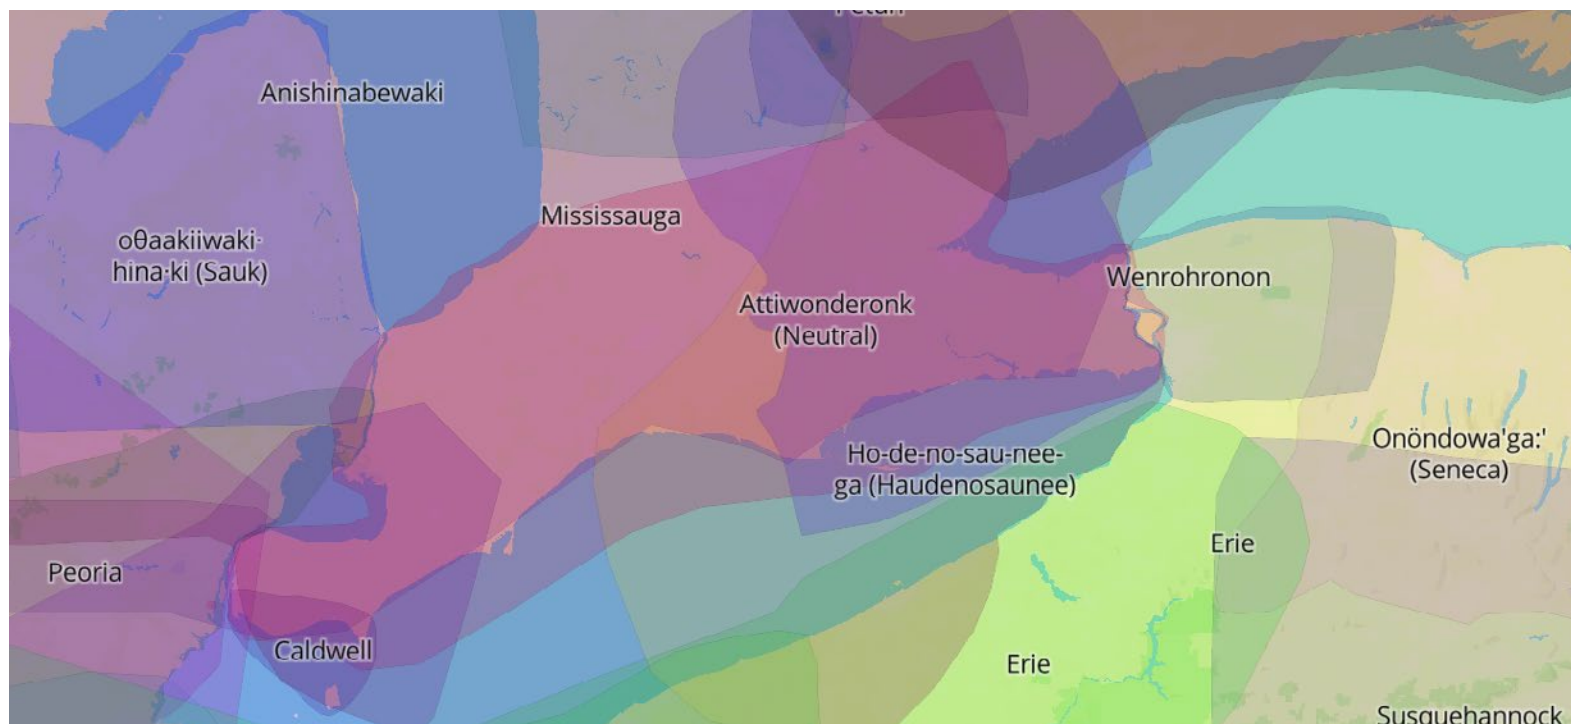 Petun
Anishinabewaki
Mississauga
oθaakiiwaki·
hina·ki (Sauk)
Attiwonderonk
(Neutral)
Wenrohronon
Ho-de-no-sau-nee-
ga (Haudenosaunee)
Onöndowa'ga:'
(Seneca)
Erie
Peoria
Caldwell
Erie
Susquehannock